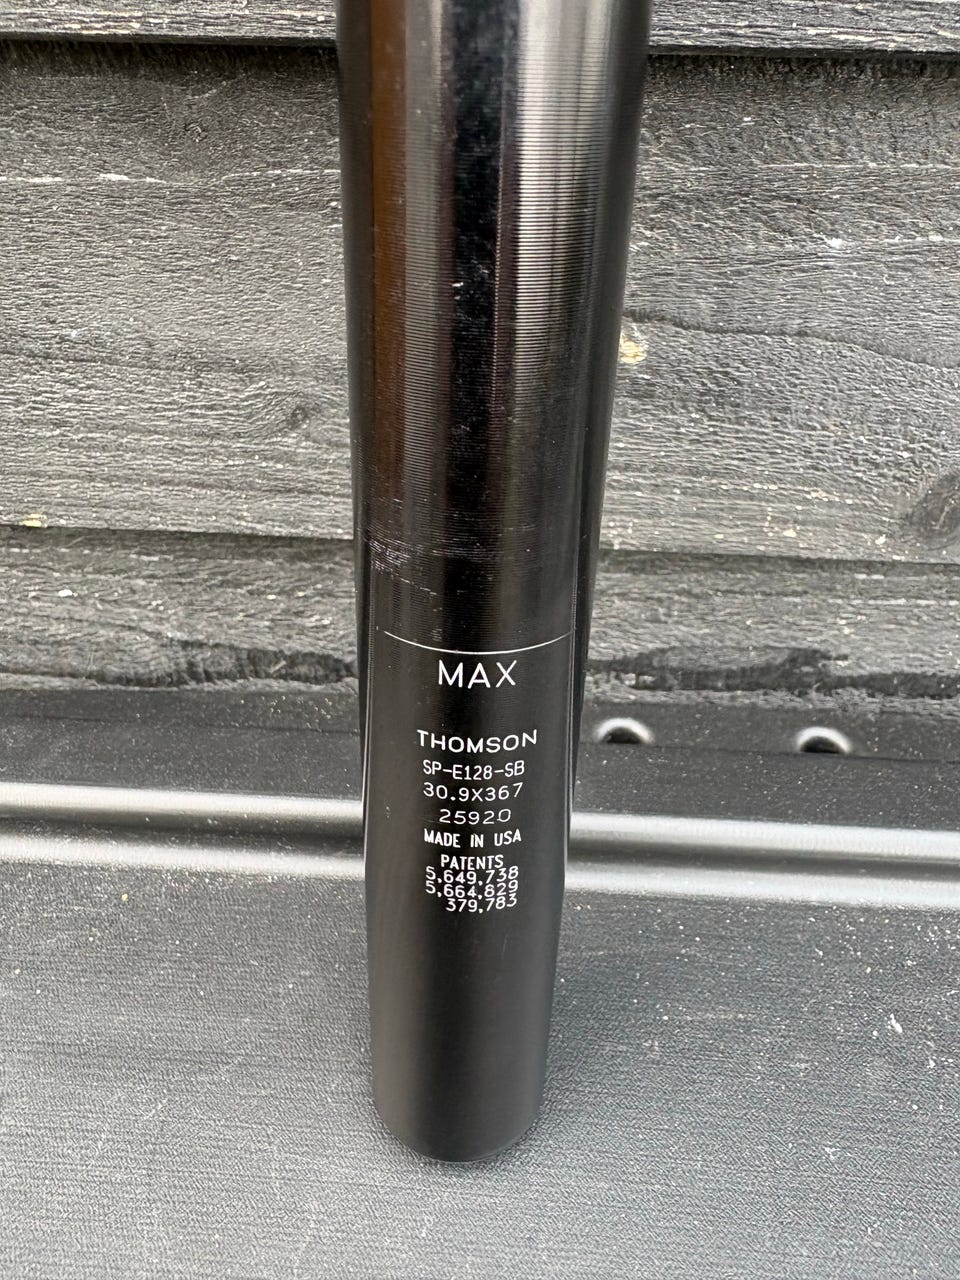 MAX
THOMSON
SP-E128-SB
30.9X367
25920
MADE IN USA
PATENTS
5,649,738
5,664,829
379,783